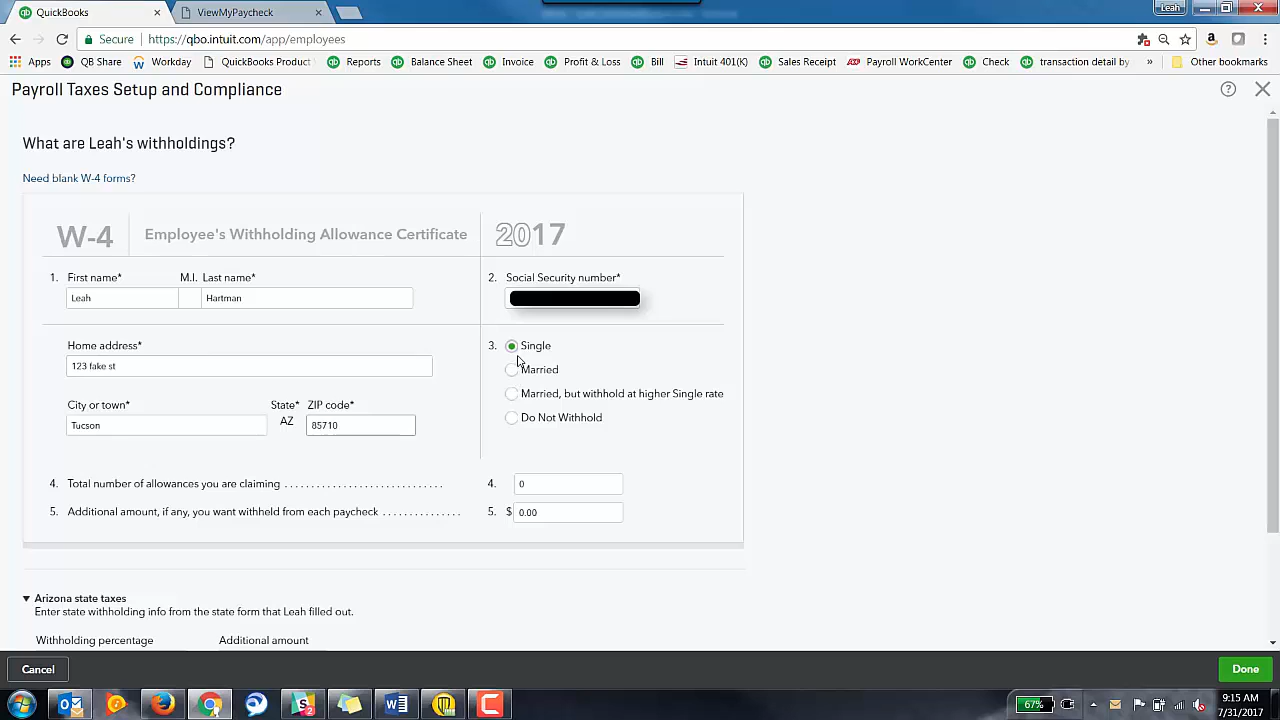 QuickBooks
ViewMyPaycheck
Leah
Secure
https://qbo.intuit.com/app/employees
Apps
QB Share
Workday
QuickBooks Product
Reports
Balance Sheet
Invoice
Profit & Loss
Bill
Intuit 401(K)
Sales Receipt
Payroll WorkCenter
Check
transaction detail by
»
Other bookmarks
Payroll Taxes Setup and Compliance
What are Leah's withholdings?
Need blank W-4 forms?
W-4
Employee's Withholding Allowance Certificate
2017
1. First name* M.I. Last name*
Leah Hartman
2. Social Security number*
Home address*
123 fake st
City or town* State* ZIP code*
Tucson AZ 85710
3. Single
Married
Married, but withhold at higher Single rate
Do Not Withhold
4. Total number of allowances you are claiming ............................ 4. 0
5. Additional amount, if any, you want withheld from each paycheck .............. 5. $ 0.00
Arizona state taxes
Enter state withholding info from the state form that Leah filled out.
Withholding percentage Additional amount
Cancel
Done
67%
9:15 AM
7/31/2017